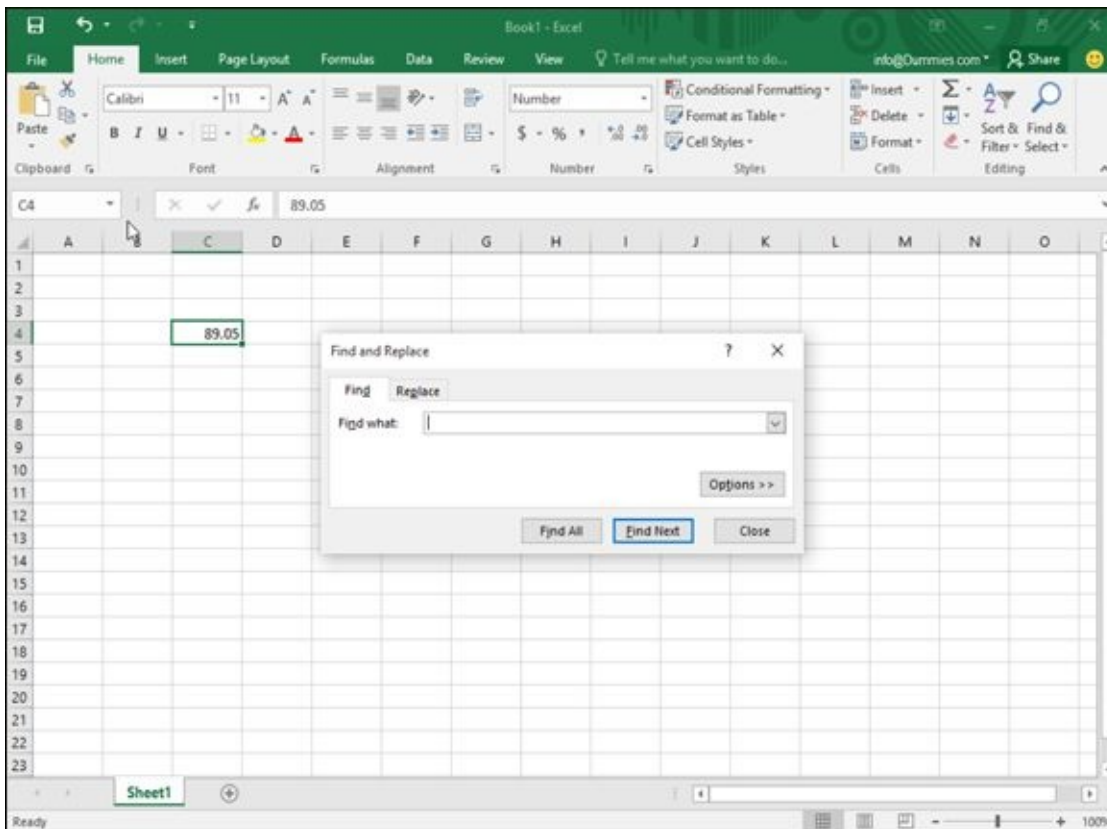 Book1 - Excel
File Home Insert Page Layout Formulas Data Review View Tell me what you want to do... info@Dummies.com Share
Paste
Calibri 11 A A
B I U A
Number
$ % ,
Conditional Formatting
Format as Table
Cell Styles
Insert
Delete
Format
Σ
Sort & Filter
Find & Select
Clipboard Font Alignment Number Styles Cells Editing
C4 fx 89.05
A B C D E F G H I J K L M N O
1
2
3
4 89.05
5
6
7
8
9
10
11
12
13
14
15
16
17
18
19
20
21
22
23
Find and Replace ? ×
Find Replace
Find what:
Options >>
Find All Find Next Close
Sheet1
Ready
100%